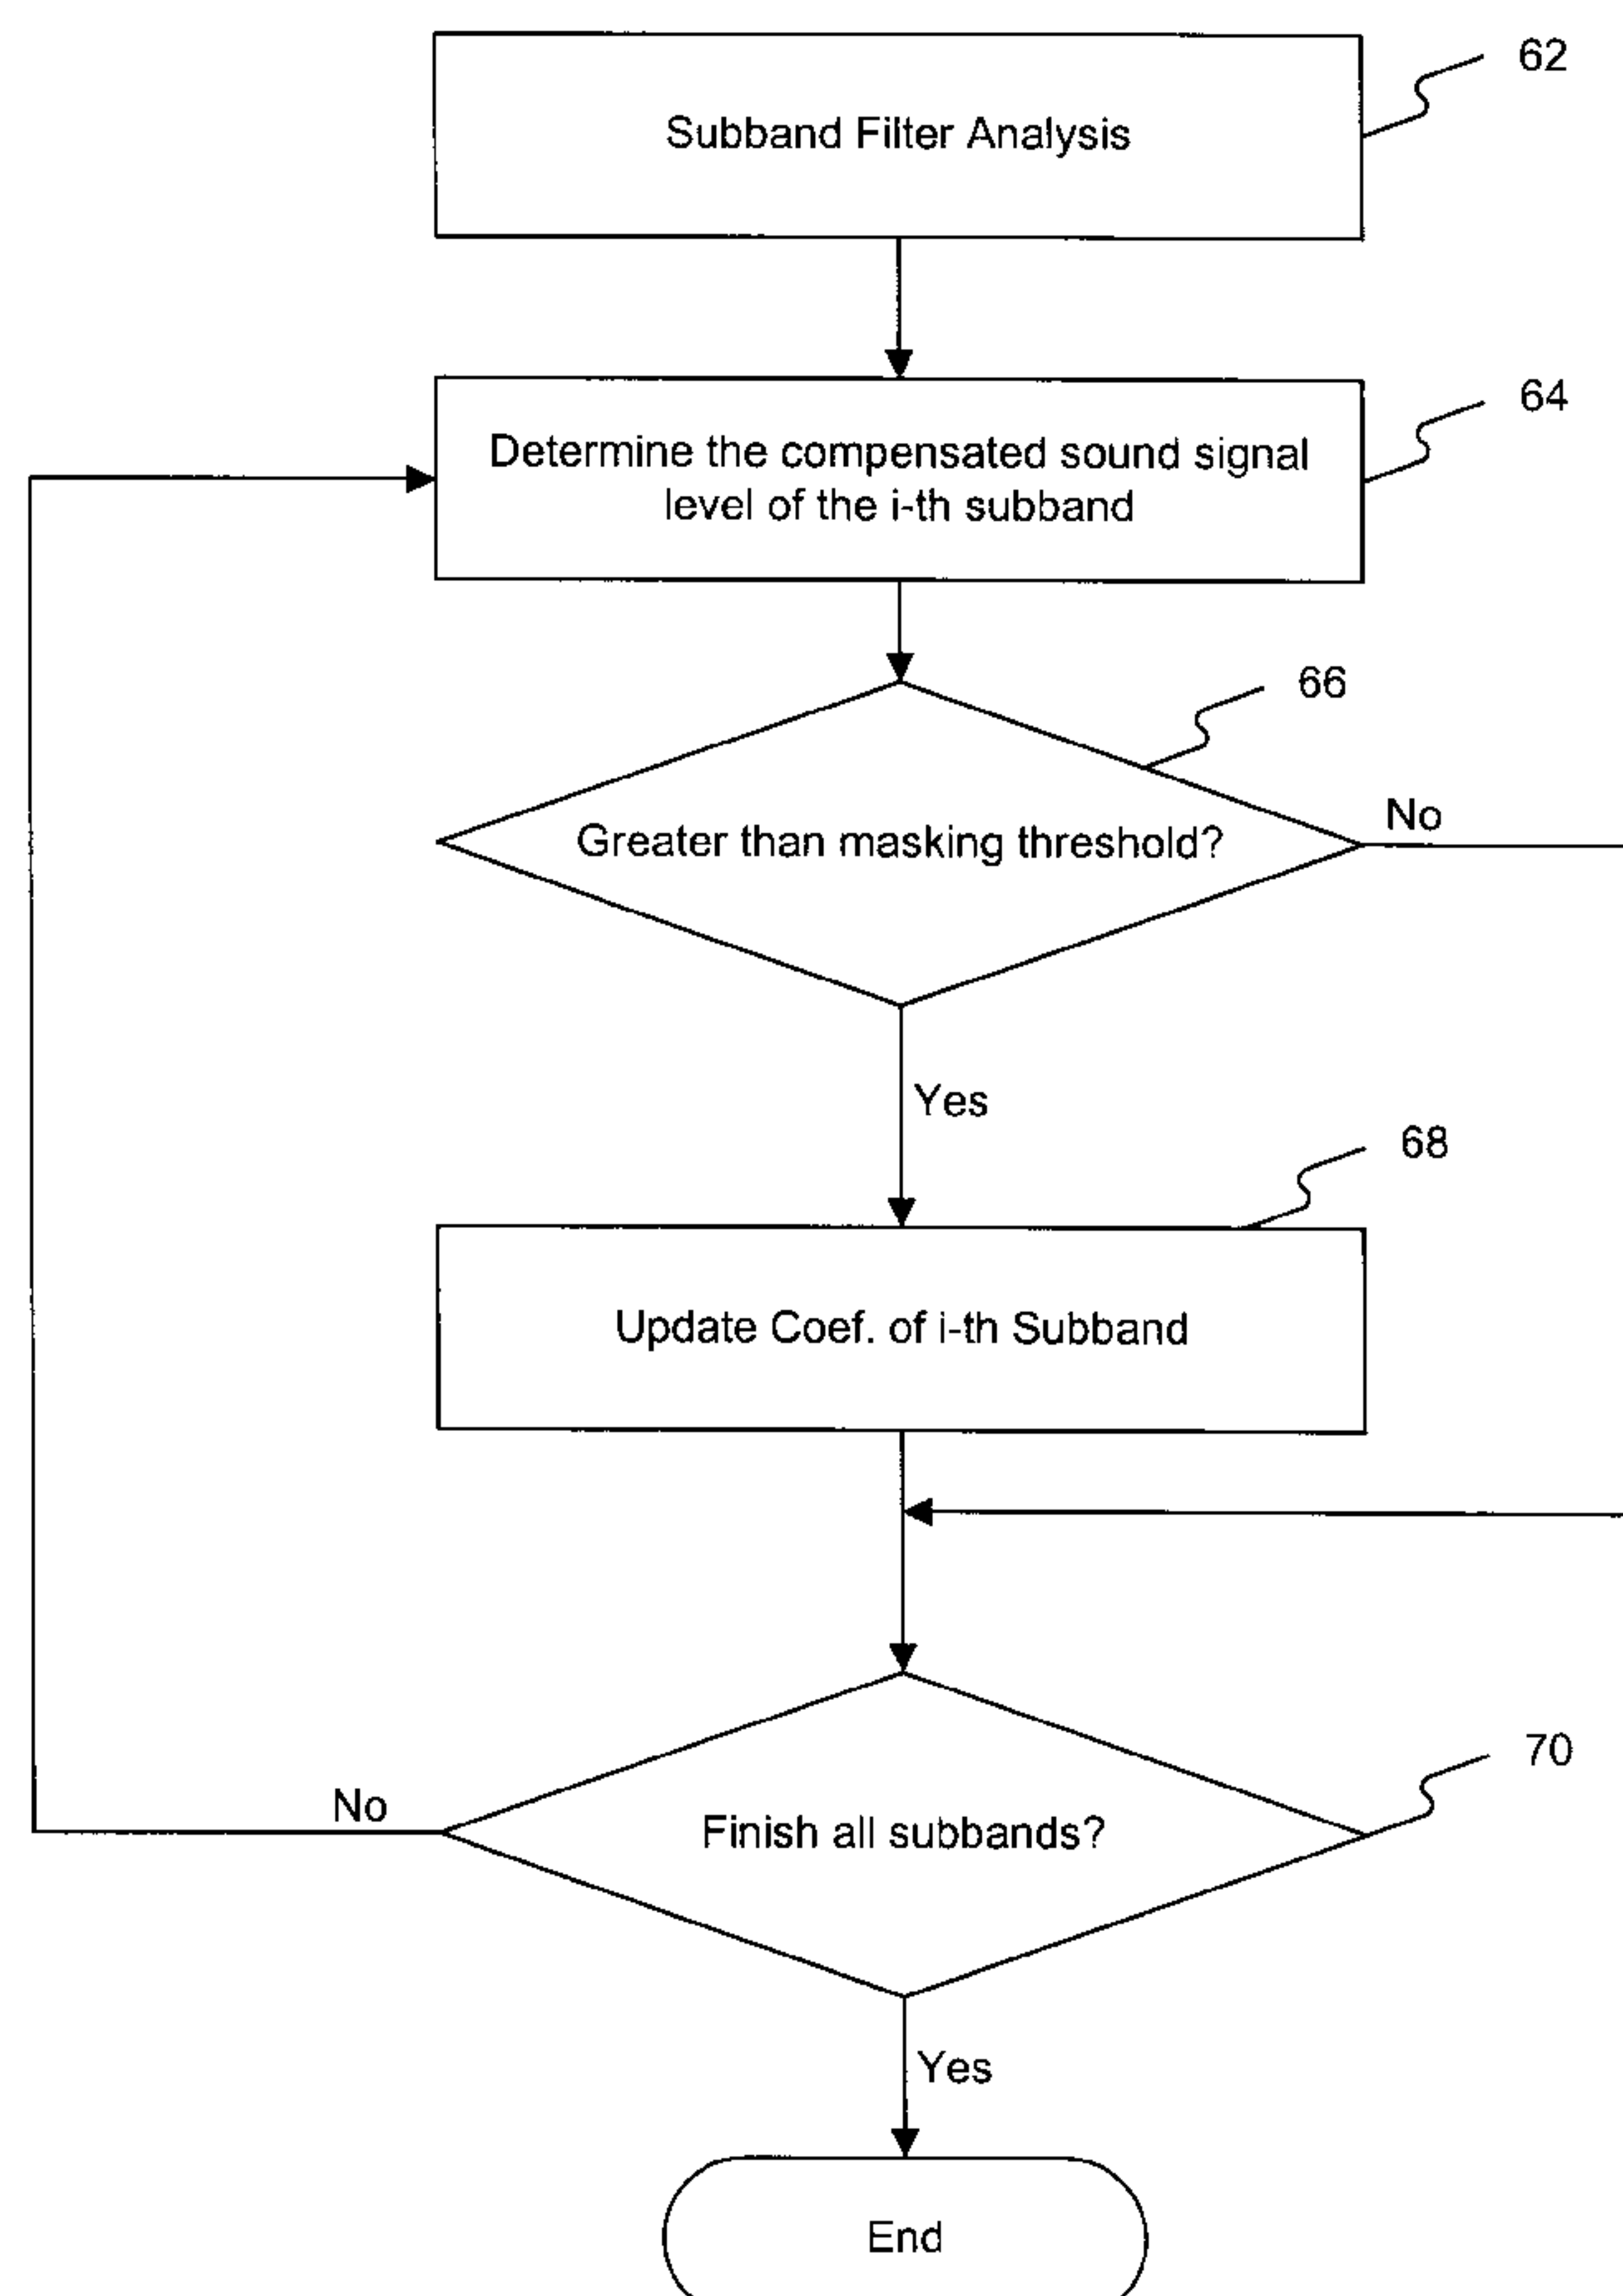 62
Subband Filter Analysis
64
Determine the compensated sound signal
level of the i-th subband
66
No
Greater than masking threshold?
Yes
68
Update Coef. of i-th Subband
70
No
Finish all subbands?
Yes
End